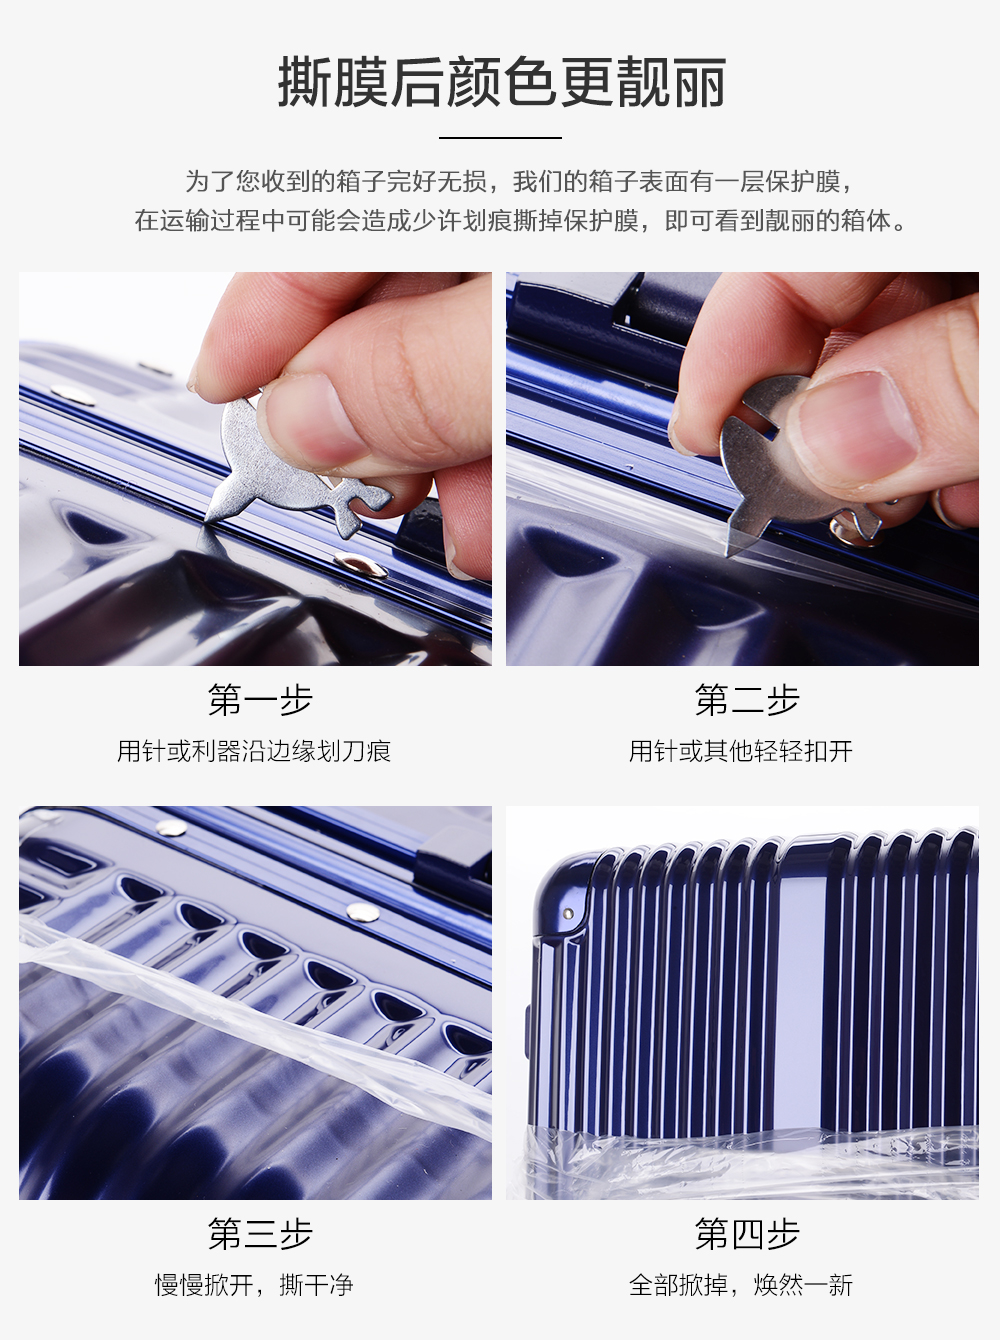 撕膜后颜色更靓丽
为了您收到的箱子完好无损，我们的箱子表面有一层保护膜，
在运输过程中可能会造成少许划痕撕掉保护膜，即可看到靓丽的箱体。
第一步
用针或利器沿边缘划刀痕
第二步
用针或其他轻轻扣开
第三步
慢慢掀开，撕干净
第四步
全部掀掉，焕然一新